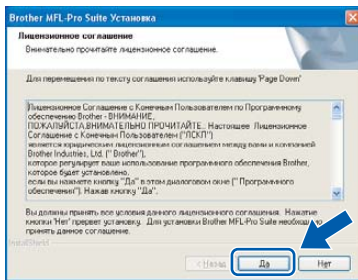 Brother MFL-Pro Suite Установка
Лицензионное соглашение
Внимательно прочитайте лицензионное соглашение.
Для перемещения по тексту соглашения используйте клавишу 'Page Down'
Лицензионное Соглашение с Конечным Пользователем по Программному
обеспечению Brother - ВНИМАНИЕ,
ПОЖАЛУЙСТА,ВНИМАТЕЛЬНО ПРОЧИТАЙТЕ.: Настоящее Лицензионное
Соглашение с Конечным Пользователем ("ЛСКП")
является юридическим лицензионным соглашением между вами и компанией
Brother Industries, Ltd. (" Brother"),
которое регулирует ваше использование программного обеспечения Brother,
которое будет установлено,
если вы нажмете кнопку "Да" в этом диалоговом окне (" Программного
обеспечения"). Нажав кнопку "Да",
Вы должны принять все условия данного лицензионного соглашения. Нажатие
кнопки 'Нет' прервет установку. Для установки Brother MFL-Pro Suite необходимо
принять данное соглашение.
InstallShield
< Назад
Да
Нет